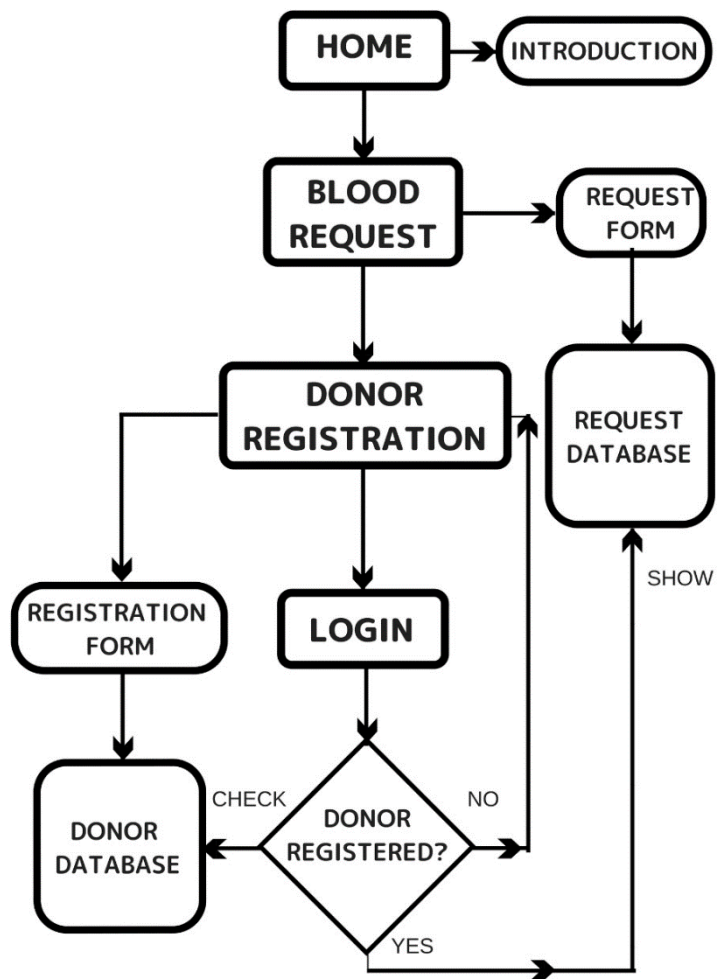 HOME
INTRODUCTION
BLOOD
REQUEST
REQUEST
FORM
DONOR
REGISTRATION
REQUEST
DATABASE
SHOW
REGISTRATION
FORM
LOGIN
CHECK
NO
DONOR
DATABASE
DONOR
REGISTERED?
YES